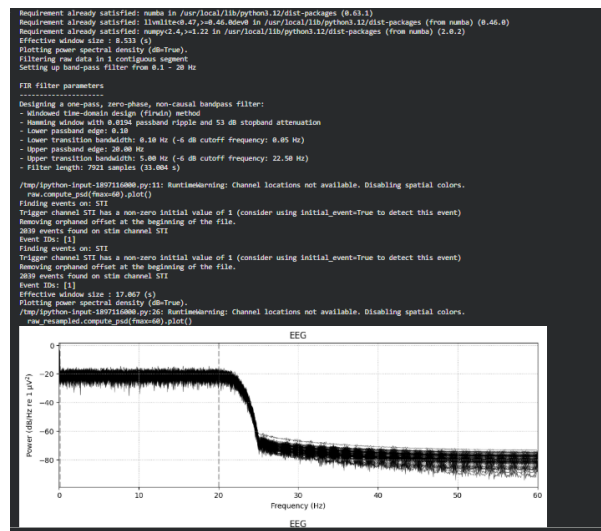 Requirement already satisfied: numba in /usr/local/lib/python3.12/dist-packages (0.63.1)
Requirement already satisfied: llvmlite<0.47,>=0.46.0dev0 in /usr/local/lib/python3.12/dist-packages (from numba) (0.46.0)
Requirement already satisfied: numpy<2.4,>=1.22 in /usr/local/lib/python3.12/dist-packages (from numba) (2.0.2)
Effective window size : 8.533 (s)
Plotting power spectral density (dB=True).
Filtering raw data in 1 contiguous segment
Setting up band-pass filter from 0.1 - 20 Hz
FIR filter parameters
---------------------
Designing a one-pass, zero-phase, non-causal bandpass filter:
- Windowed time-domain design (firwin) method
- Hamming window with 0.0194 passband ripple and 53 dB stopband attenuation
- Lower passband edge: 0.10
- Lower transition bandwidth: 0.10 Hz (-6 dB cutoff frequency: 0.05 Hz)
- Upper passband edge: 20.00 Hz
- Upper transition bandwidth: 5.00 Hz (-6 dB cutoff frequency: 22.50 Hz)
- Filter length: 7921 samples (33.004 s)
/tmp/ipython-input-1897116000.py:11: RuntimeWarning: Channel locations not available. Disabling spatial colors.
raw.compute_psd(fmax=60).plot()
Finding events on: STI
Trigger channel STI has a non-zero initial value of 1 (consider using initial_event=True to detect this event)
Removing orphaned offset at the beginning of the file.
2039 events found on stim channel STI
Event IDs: [1]
Finding events on: STI
Trigger channel STI has a non-zero initial value of 1 (consider using initial_event=True to detect this event)
Removing orphaned offset at the beginning of the file.
2039 events found on stim channel STI
Event IDs: [1]
Effective window size : 17.067 (s)
Plotting power spectral density (dB=True).
/tmp/ipython-input-1897116000.py:26: RuntimeWarning: Channel locations not available. Disabling spatial colors.
raw_resampled.compute_psd(fmax=60).plot()
EEG
0
−20
−40
−60
−80
Power (dB/Hz re 1 µV²)
0 10 20 30 40 50 60
Frequency (Hz)
EEG